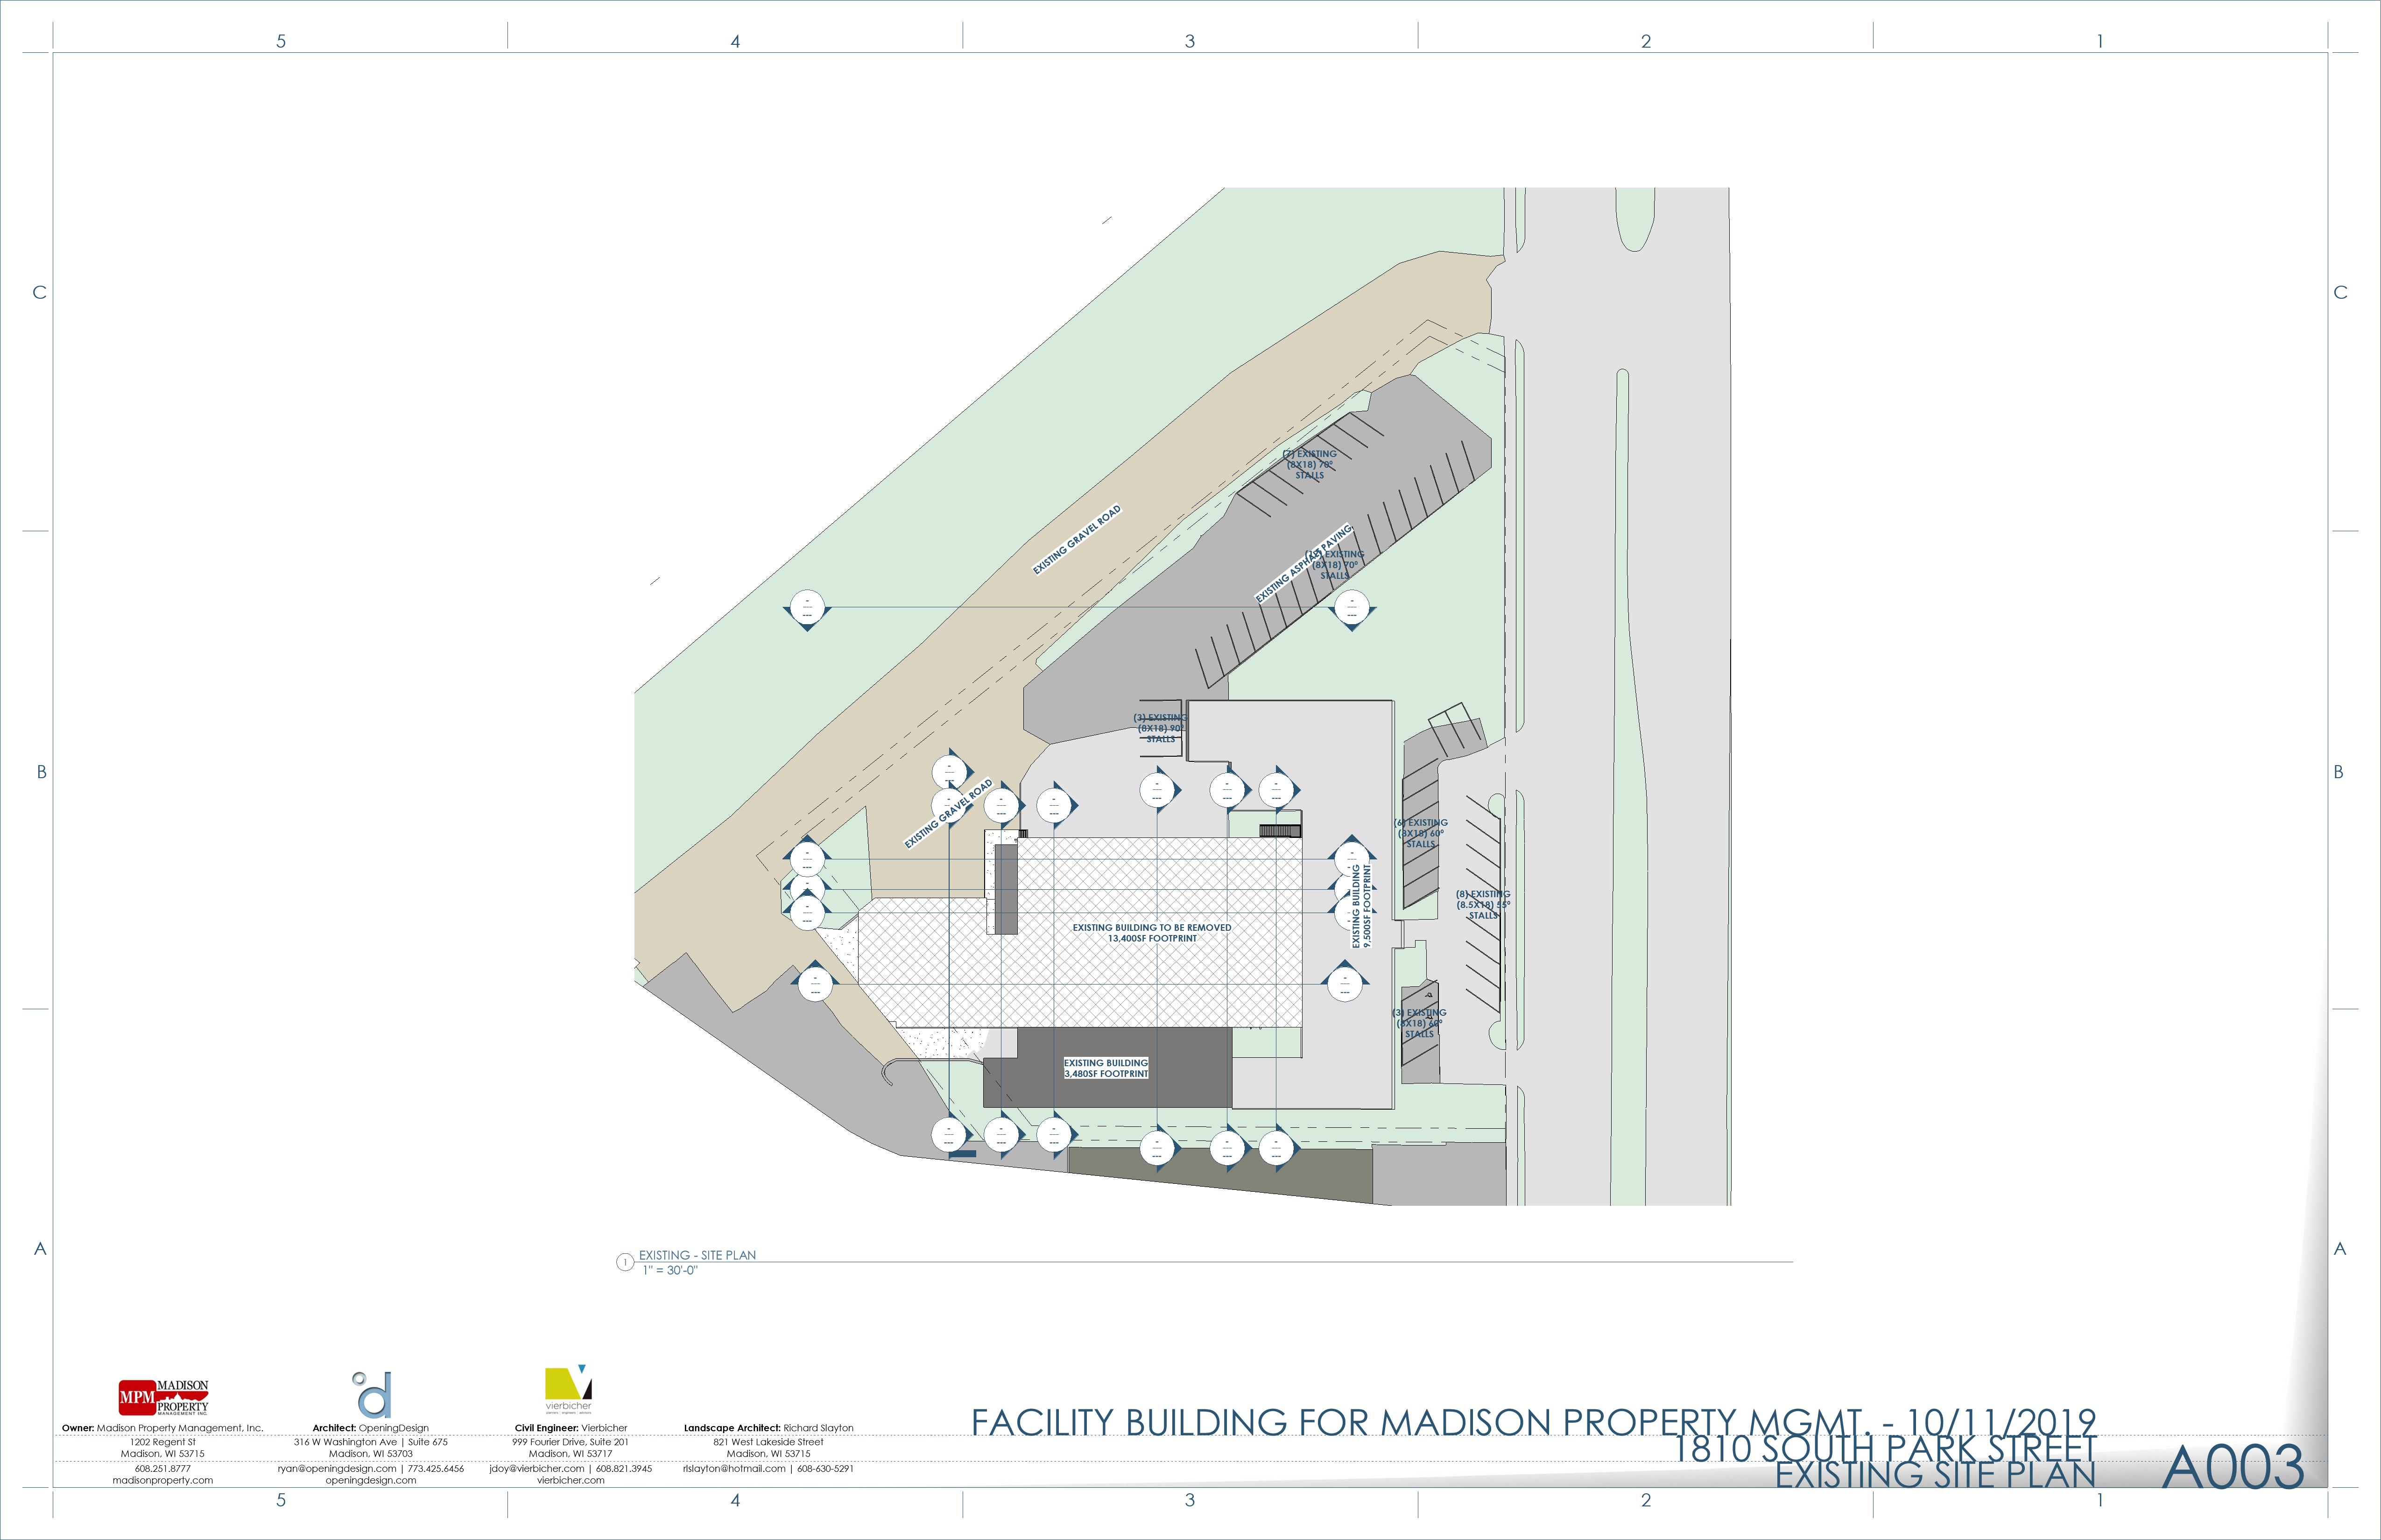 5
4
3
2
1
C
C
B
B
A
A
(7) EXISTING
(8X18) 70°
STALLS
EXISTING GRAVEL ROAD
EXISTING ASPHALT PAVING
EXISTING
(8X18) 70°
STALLS
(3) EXISTING
(8X18) 90°
STALLS
EXISTING GRAVEL ROAD
(6) EXISTING
(8X18) 60°
STALLS
EXISTING BUILDING
9,500SF FOOTPRINT
(8) EXISTING
(8.5X18) 55°
STALLS
EXISTING BUILDING TO BE REMOVED
13,400SF FOOTPRINT
(3) EXISTING
(8X18) 60°
STALLS
EXISTING BUILDING
3,480SF FOOTPRINT
1
EXISTING - SITE PLAN
1" = 30'-0"
MPM
MADISON
PROPERTY
MANAGEMENT INC.
d
vierbicher
planners | engineers | advisors
Owner: Madison Property Management, Inc.
1202 Regent St
Madison, WI 53715
608.251.8777
madisonproperty.com
Architect: OpeningDesign
316 W Washington Ave | Suite 675
Madison, WI 53703
ryan@openingdesign.com | 773.425.6456
openingdesign.com
Civil Engineer: Vierbicher
999 Fourier Drive, Suite 201
Madison, WI 53717
jdoy@vierbicher.com | 608.821.3945
vierbicher.com
Landscape Architect: Richard Slayton
821 West Lakeside Street
Madison, WI 53715
rlslayton@hotmail.com | 608-630-5291
FACILITY BUILDING FOR MADISON PROPERTY MGMT. - 10/11/2019
1810 SOUTH PARK STREET
EXISTING SITE PLAN
A003
5
4
3
2
1